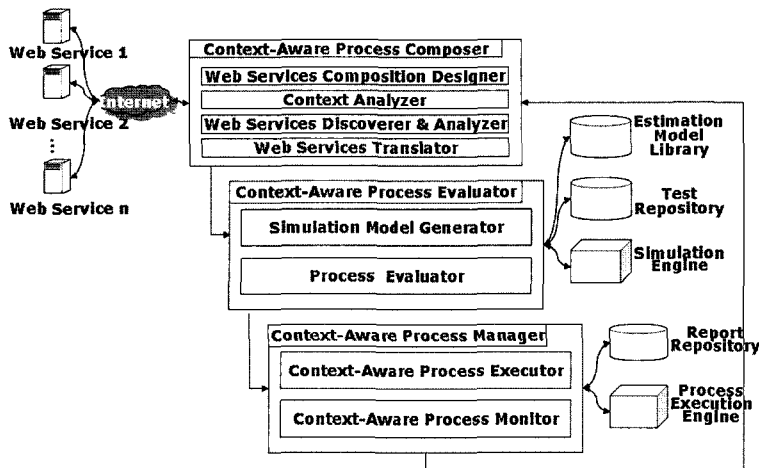 Web Service 1
Web Service 2
⋮
Web Service n
Internet
Context-Aware Process Composer
Web Services Composition Designer
Context Analyzer
Web Services Discoverer & Analyzer
Web Services Translator
Context-Aware Process Evaluator
Simulation Model Generator
Process Evaluator
Estimation
Model
Library
Test
Repository
Simulation
Engine
Context-Aware Process Manager
Context-Aware Process Executor
Context-Aware Process Monitor
Report
Repository
Process
Execution
Engine